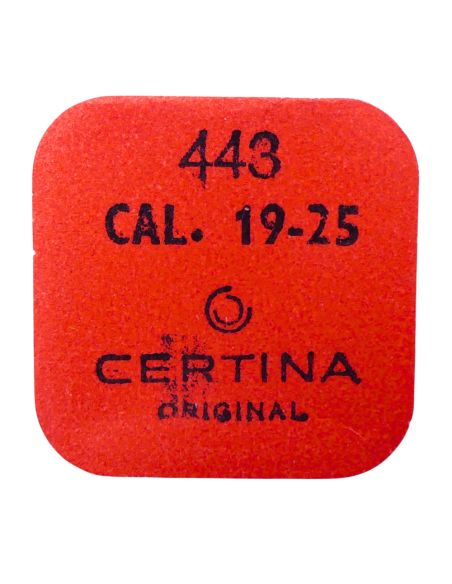 443
CAL. 19-25
CERTINA
ORIGINAL